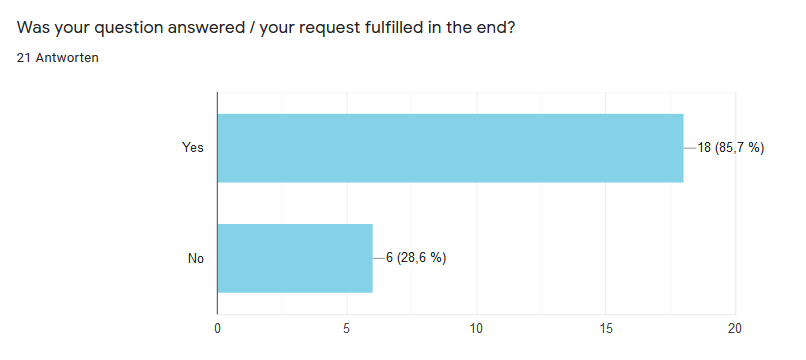 Was your question answered / your request fulfilled in the end?
21 Antworten
Yes
18 (85,7 %)
No
6 (28,6 %)
0
5
10
15
20